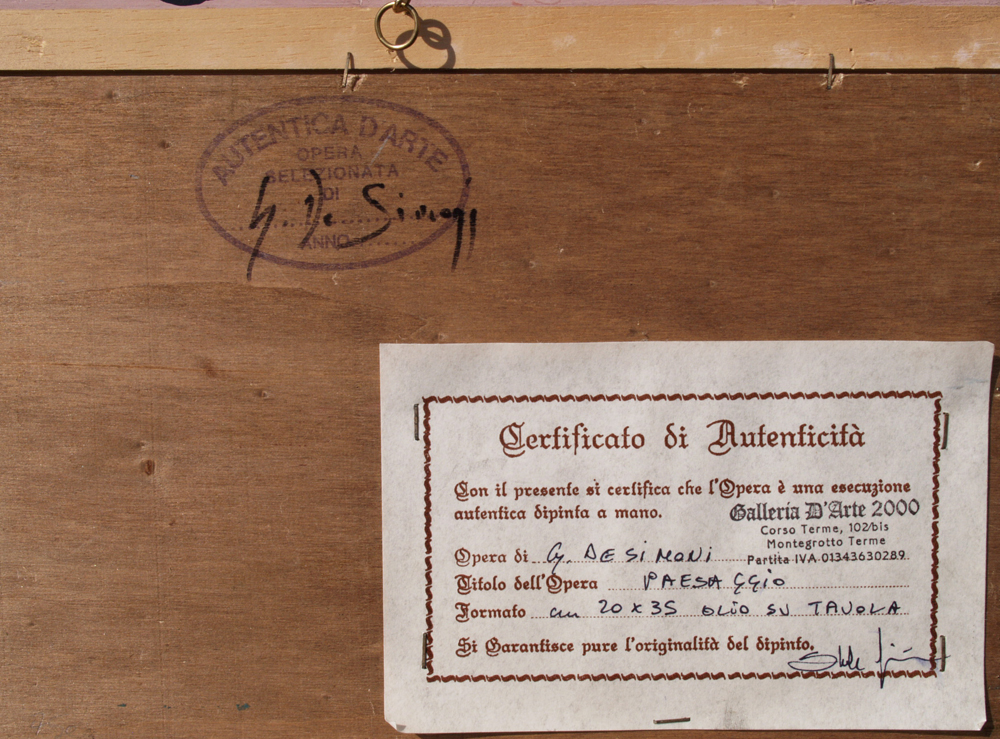 AUTENTICA D'ARTE
OPERA
SELEZIONATA
DI
G. De Simoni
ANNO
Certificato di Autenticità
Con il presente si certifica che l'Opera è una esecuzione
autentica dipinta a mano.
Galleria D'Arte 2000
Corso Terme, 102/bis
Montegrotto Terme
Partita IVA 01343630289
Opera di G. DE SIMONi
Titolo dell'Opera PAESAGGIO
Formato cm 20 x 35 OLIO SU TAVOLA
Si Garantisce pure l'originalità del dipinto.